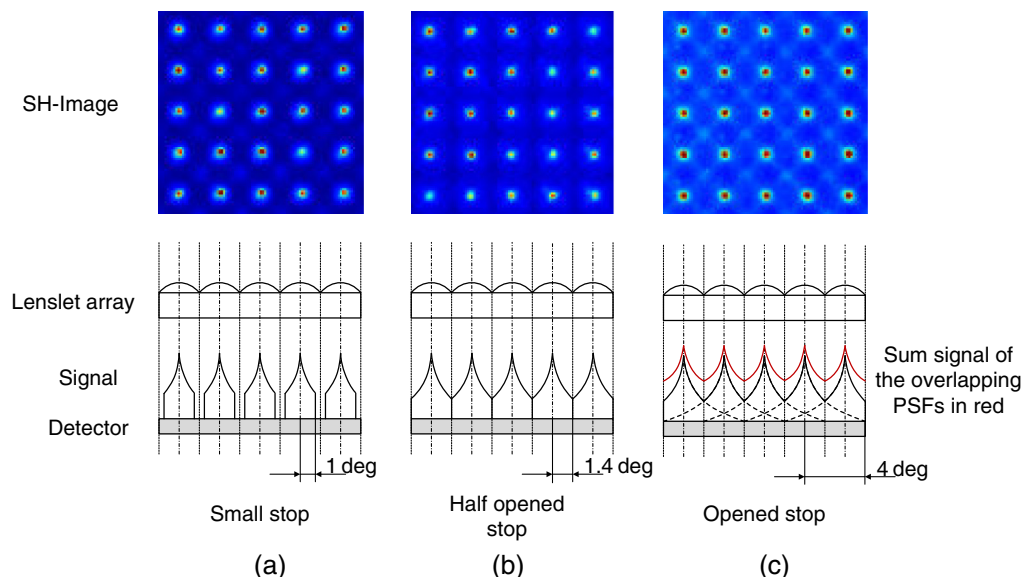 SH-Image
Lenslet array
Signal
Detector
Sum signal of
the overlapping
PSFs in red
1 deg
1.4 deg
4 deg
Small stop
Half opened
stop
Opened stop
(a)
(b)
(c)